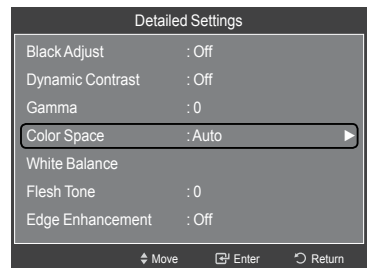 Detailed Settings
Black Adjust : Off
Dynamic Contrast : Off
Gamma : 0
Color Space : Auto
White Balance
Flesh Tone : 0
Edge Enhancement : Off
Move Enter Return